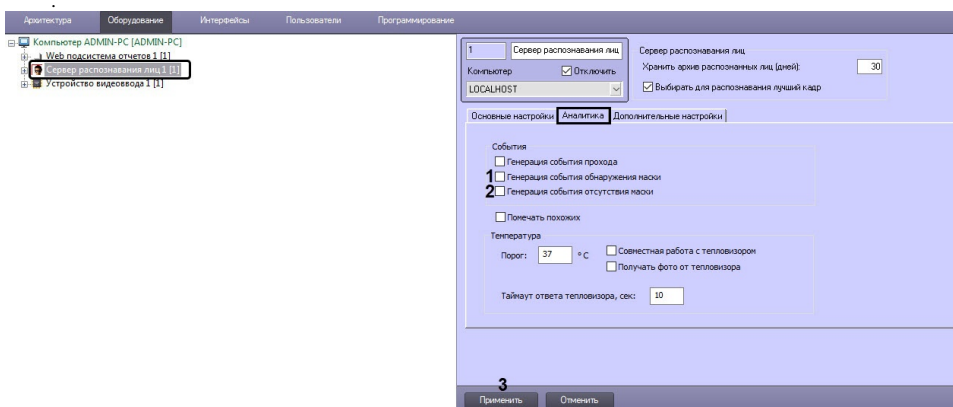 Архитектура Оборудование Интерфейсы Пользователи Программирование
Компьютер ADMIN-PC [ADMIN-PC]
Web подсистема отчетов 1 [1]
Сервер распознавания лиц 1 [1]
Устройство видеоввода 1 [1]
1 Сервер распознавания лиц
Компьютер Отключить
LOCALHOST
Сервер распознавания лиц
Хранить архив распознанных лиц (дней): 30
Выбирать для распознавания лучший кадр
Основные настройки Аналитика Дополнительные настройки
События
Генерация события прохода
1 Генерация события обнаружения маски
2 Генерация события отсутствия маски
Помечать похожих
Температура
Порог: 37 °C Совместная работа с тепловизором
Получать фото от тепловизора
Таймаут ответа тепловизора, сек: 10
3
Применить Отменить